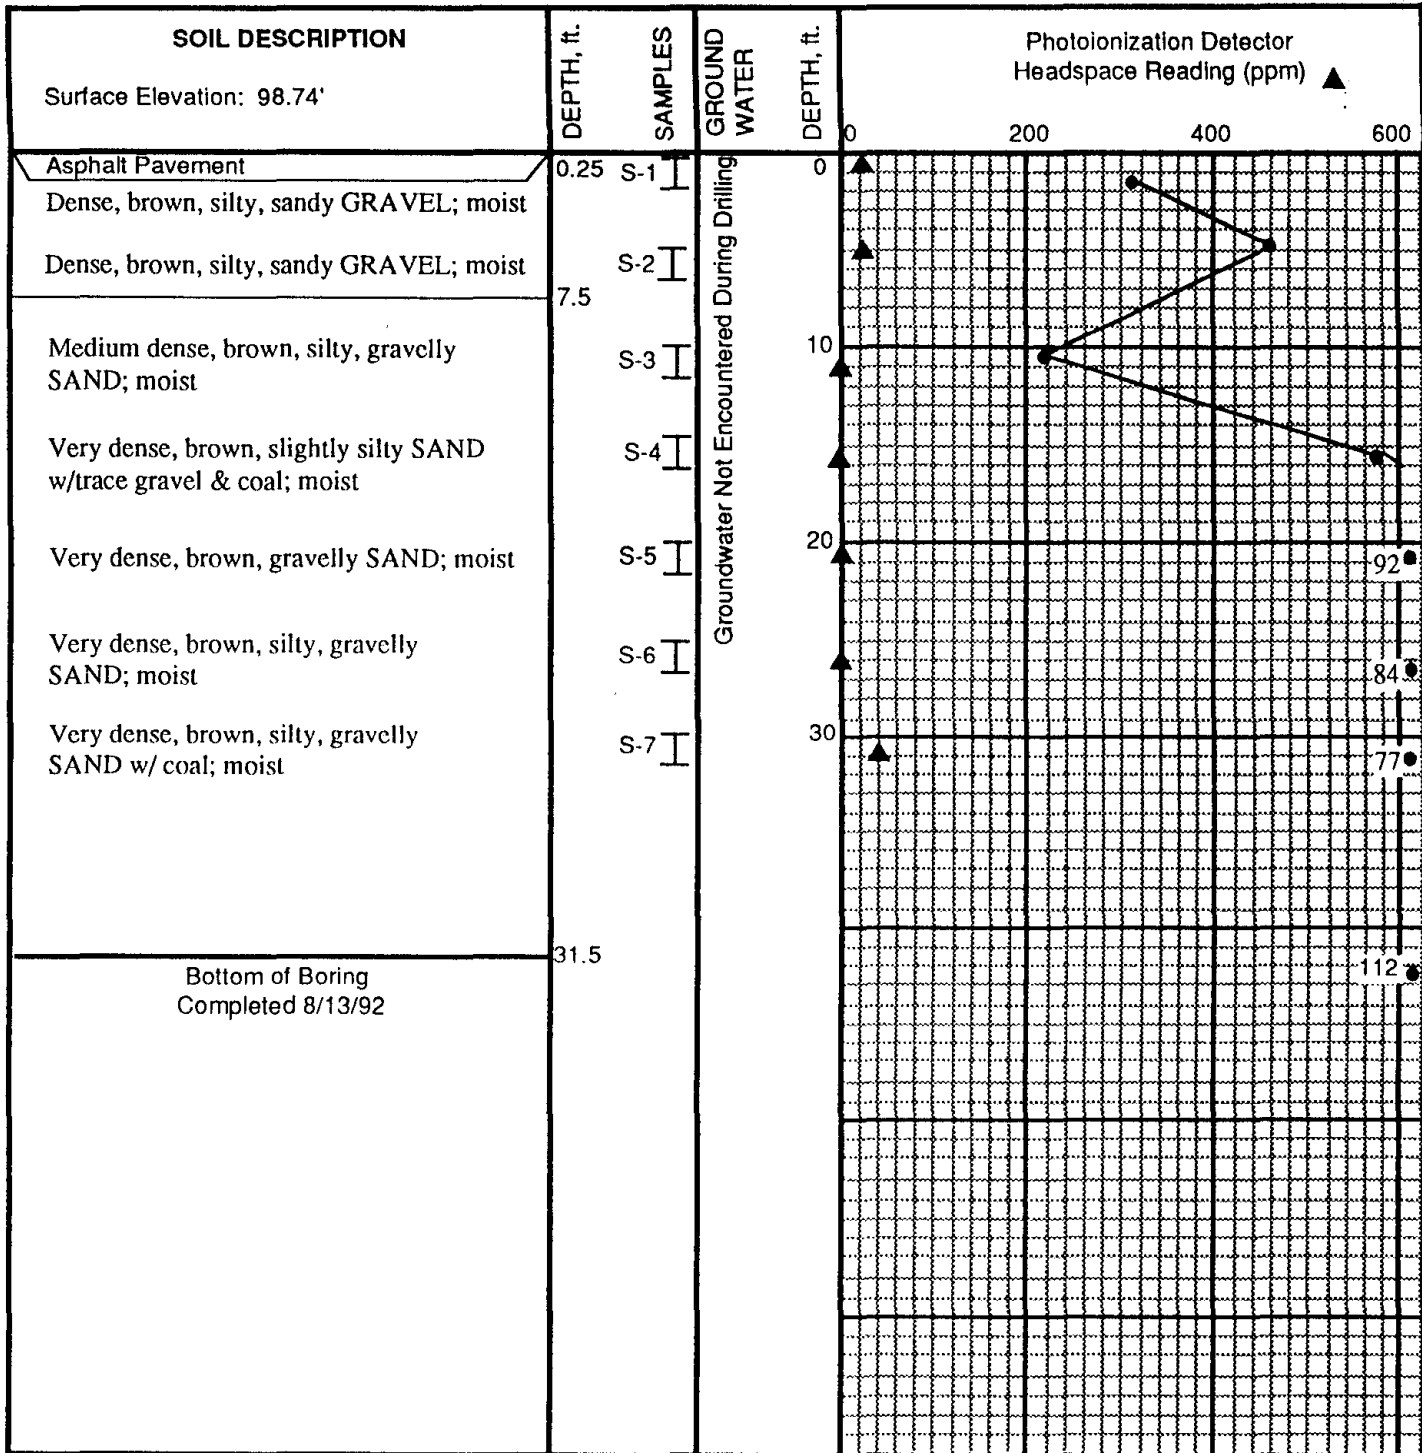 SOIL DESCRIPTION
Surface Elevation: 98.74'
DEPTH, ft.
SAMPLES
GROUND
WATER
DEPTH, ft.
Photoionization Detector
Headspace Reading (ppm)
0 200 400 600
Asphalt Pavement
0.25 S-1
0
Dense, brown, silty, sandy GRAVEL; moist
Dense, brown, silty, sandy GRAVEL; moist
S-2
7.5
Groundwater Not Encountered During Drilling
Medium dense, brown, silty, gravelly
SAND; moist
S-3
10
Very dense, brown, slightly silty SAND
w/trace gravel & coal; moist
S-4
20
Very dense, brown, gravelly SAND; moist
S-5
92
Very dense, brown, silty, gravelly
SAND; moist
S-6
84
30
Very dense, brown, silty, gravelly
SAND w/ coal; moist
S-7
77
31.5
112
Bottom of Boring
Completed 8/13/92